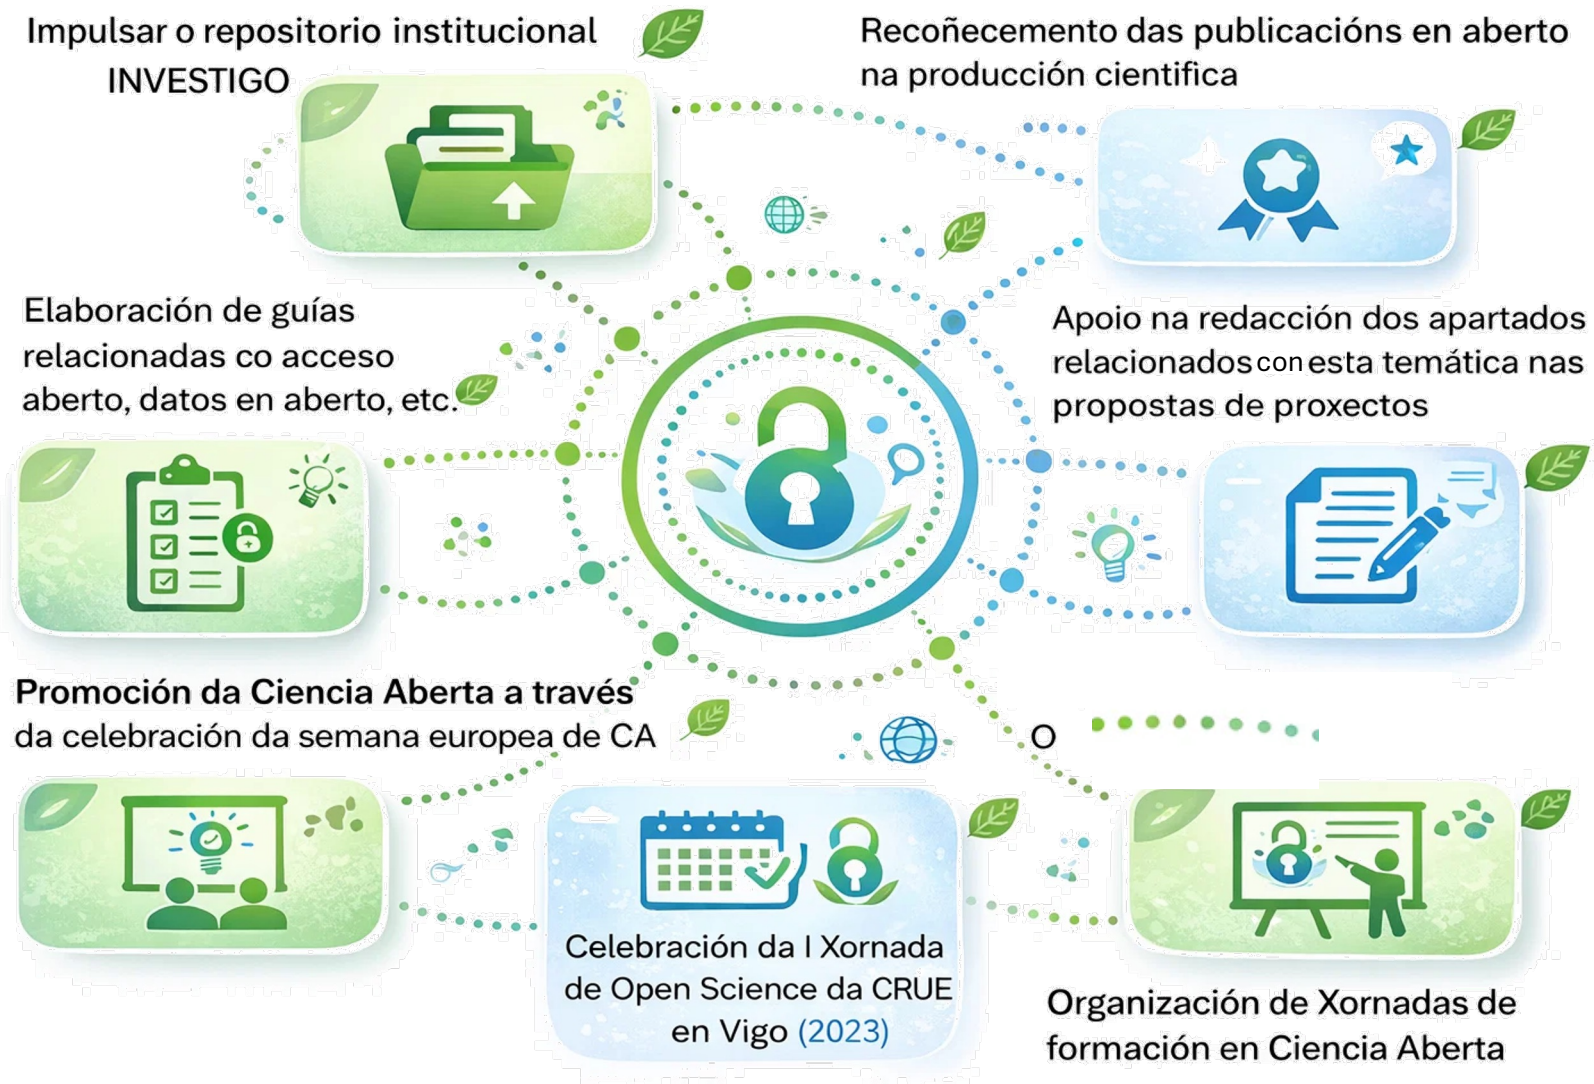 Impulsar o repositorio institucional
INVESTIGO
Recoñecemento das publicacións en aberto
na producción cientifica
Elaboración de guías
relacionadas co acceso
aberto, datos en aberto, etc.
Apoio na redacción dos apartados
relacionados con esta temática nas
propostas de proxectos
Promoción da Ciencia Aberta a través
da celebración da semana europea de CA
O
Celebración da I Xornada
de Open Science da CRUE
en Vigo (2023)
Organización de Xornadas de
formación en Ciencia Aberta